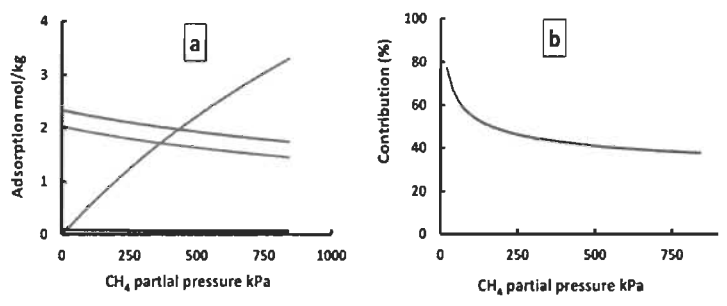 a
Adsorption mol/kg
4
3
2
1
0
0 250 500 750 1000
CH₄ partial pressure kPa
b
Contribution (%)
100
80
60
40
20
0
0 250 500 750
CH₄ partial pressure kPa